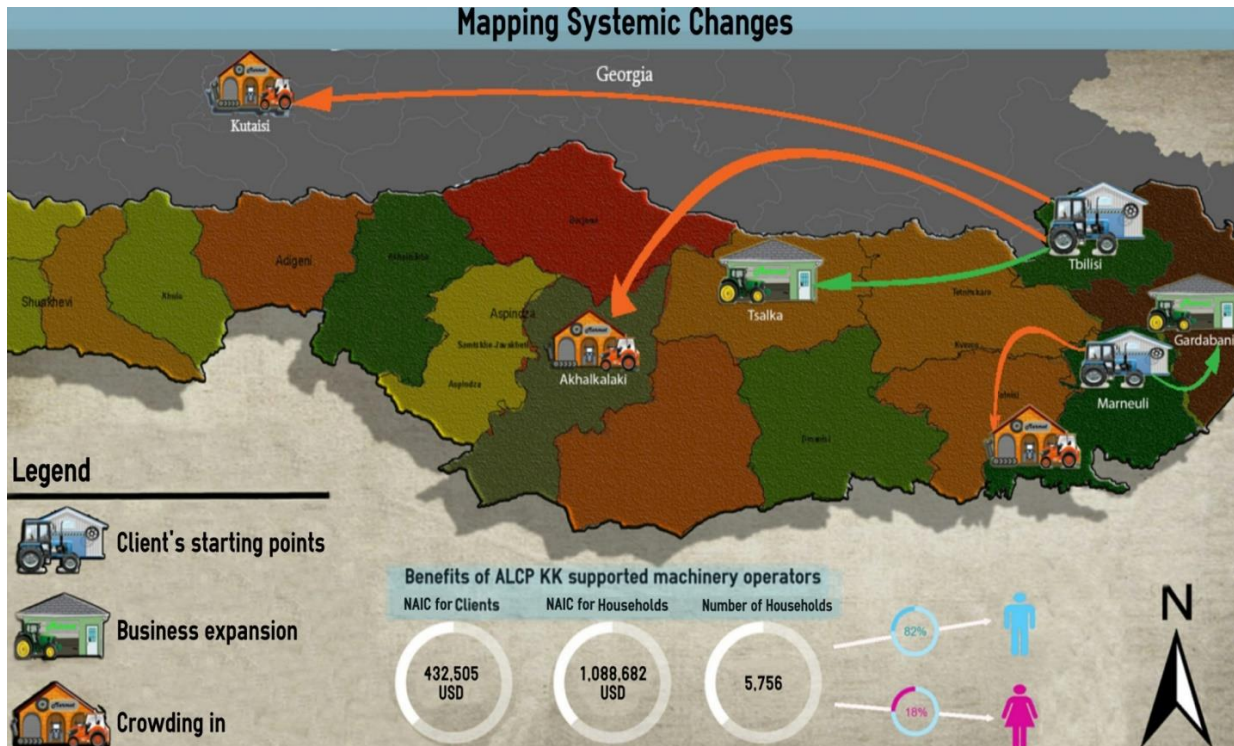 Mapping Systemic Changes
Georgia
Kutaisi
Tbilisi
Adigeni
Shuakhevi
Khulo
Aspindza
Tsalka
Gardabani
Akhalkalaki
Aspindza
Marneuli
Legend
Client's starting points
Business expansion
Crowding in
Benefits of ALCP KK supported machinery operators
NAIC for Clients
NAIC for Households
Number of Households
432,505
USD
1,088,682
USD
5,756
82%
18%
N